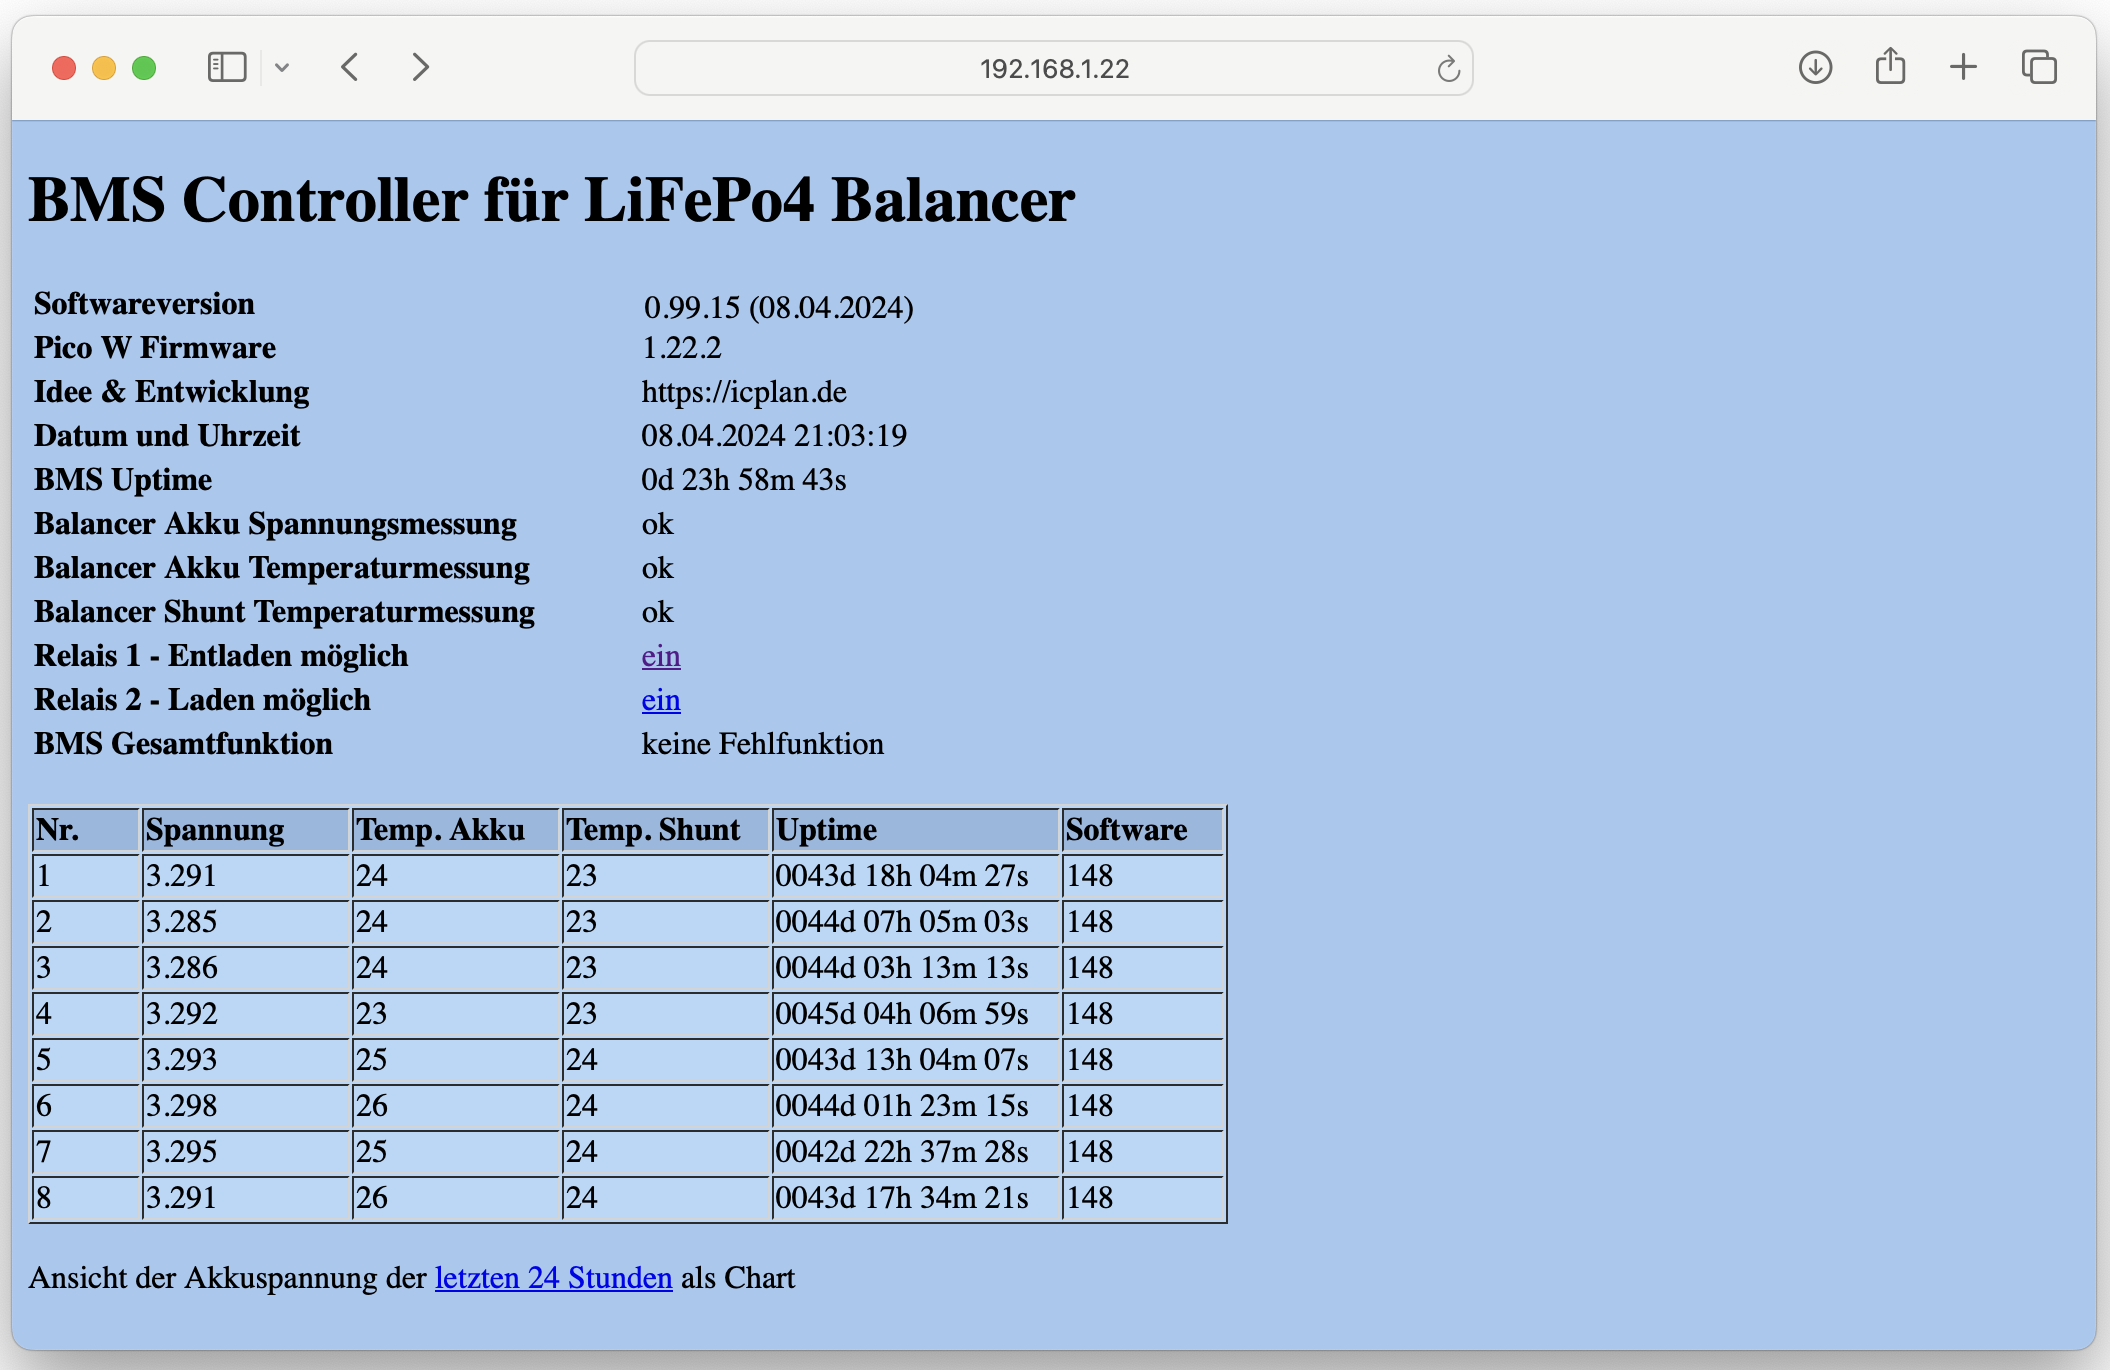 192.168.1.22
BMS Controller für LiFePo4 Balancer
Softwareversion 0.99.15 (08.04.2024)
Pico W Firmware 1.22.2
Idee & Entwicklung https://icplan.de
Datum und Uhrzeit 08.04.2024 21:03:19
BMS Uptime 0d 23h 58m 43s
Balancer Akku Spannungsmessung ok
Balancer Akku Temperaturmessung ok
Balancer Shunt Temperaturmessung ok
Relais 1 - Entladen möglich ein
Relais 2 - Laden möglich ein
BMS Gesamtfunktion keine Fehlfunktion
Nr. Spannung Temp. Akku Temp. Shunt Uptime Software
1 3.291 24 23 0043d 18h 04m 27s 148
2 3.285 24 23 0044d 07h 05m 03s 148
3 3.286 24 23 0044d 03h 13m 13s 148
4 3.292 23 23 0045d 04h 06m 59s 148
5 3.293 25 24 0043d 13h 04m 07s 148
6 3.298 26 24 0044d 01h 23m 15s 148
7 3.295 25 24 0042d 22h 37m 28s 148
8 3.291 26 24 0043d 17h 34m 21s 148
Ansicht der Akkuspannung der letzten 24 Stunden als Chart